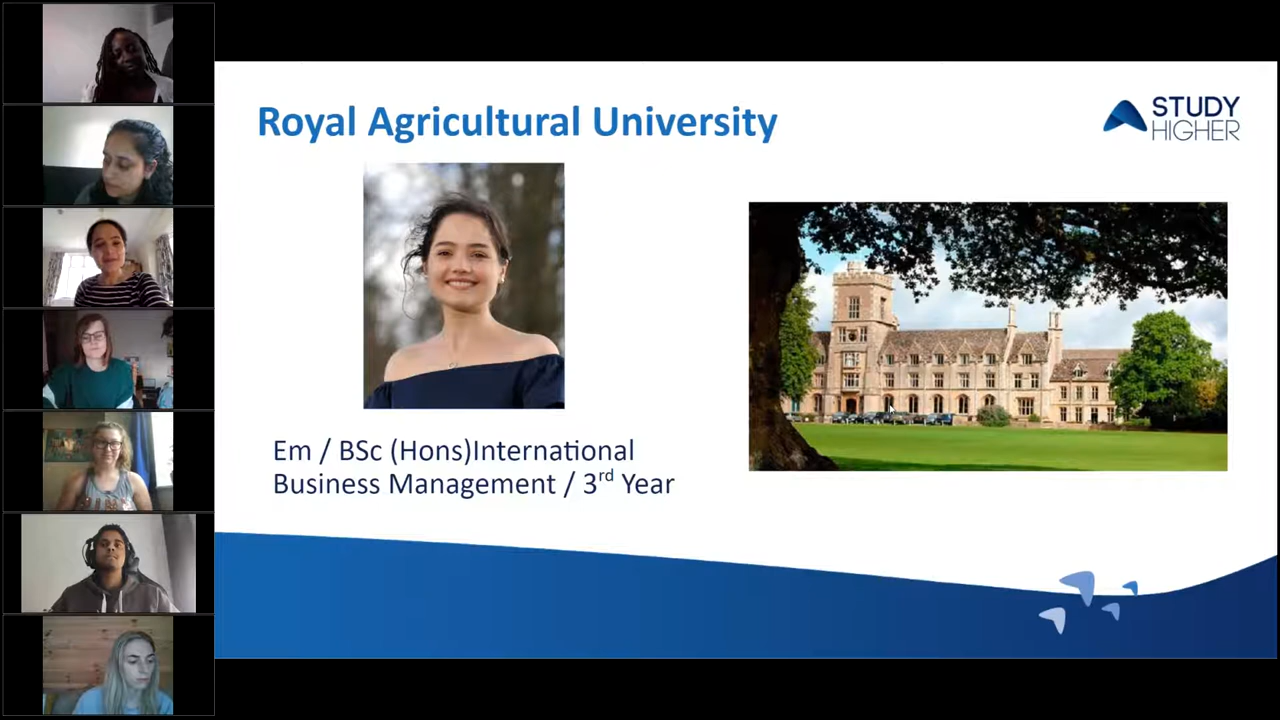 Royal Agricultural University
STUDY
HIGHER
Em / BSc (Hons)International
Business Management / 3rd Year